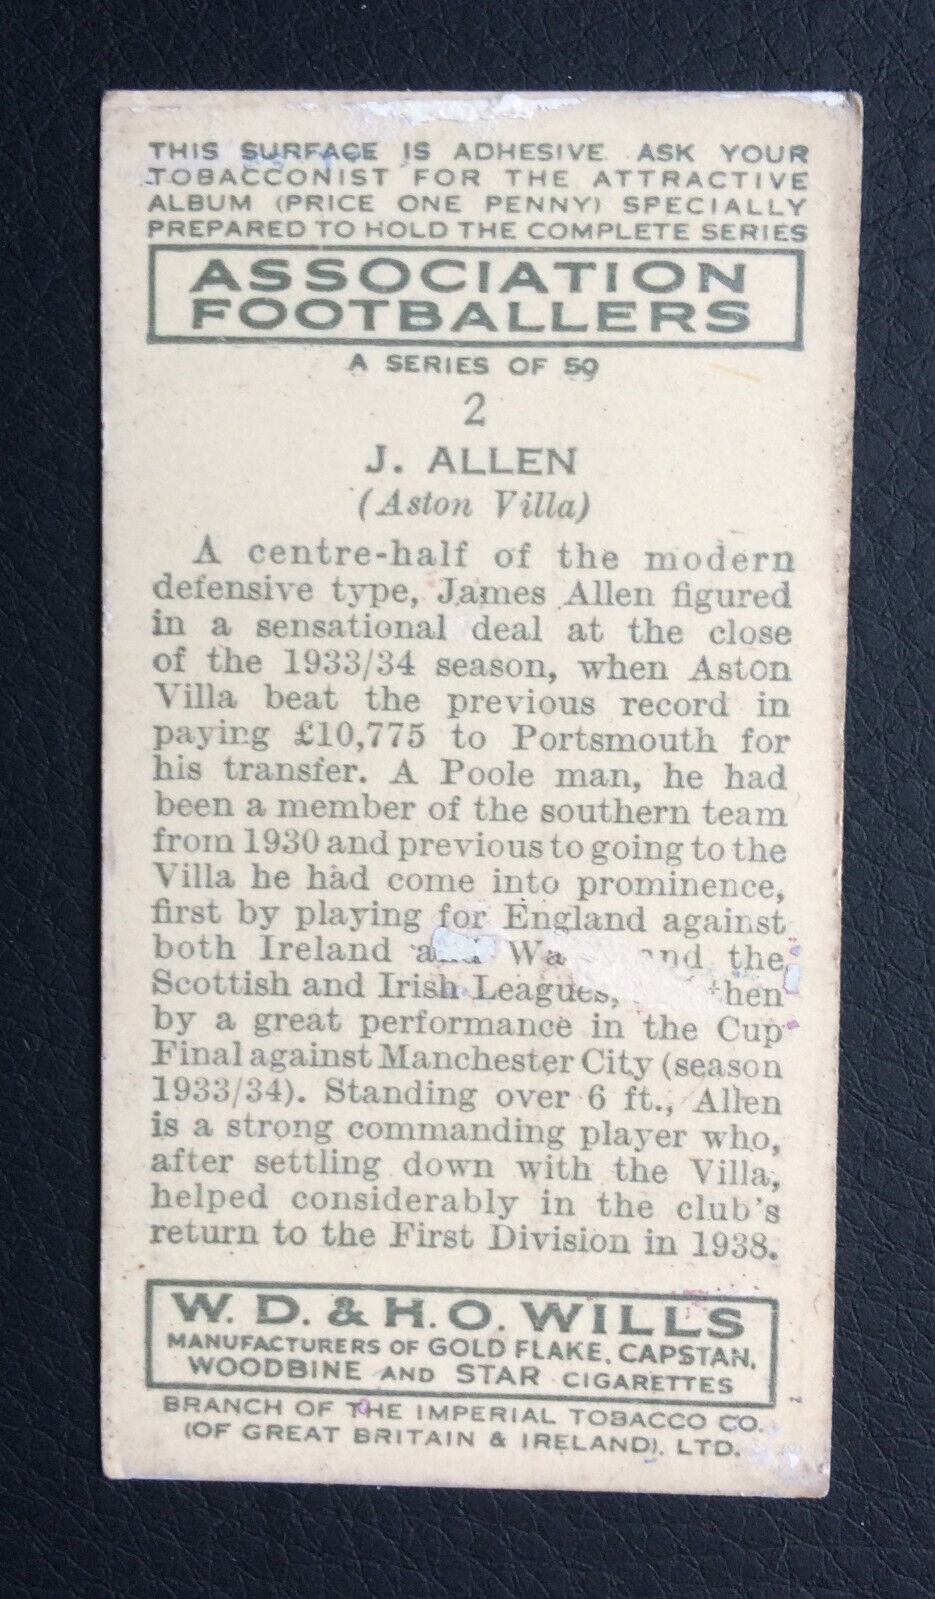 THIS SURFACE IS ADHESIVE. ASK YOUR
TOBACCONIST FOR THE ATTRACTIVE
ALBUM (PRICE ONE PENNY) SPECIALLY
PREPARED TO HOLD THE COMPLETE SERIES
ASSOCIATION
FOOTBALLERS
A SERIES OF 50
2
J. ALLEN
(Aston Villa)
A centre-half of the modern
defensive type, James Allen figured
in a sensational deal at the close
of the 1933/34 season, when Aston
Villa beat the previous record in
paying £10,775 to Portsmouth for
his transfer. A Poole man, he had
been a member of the southern team
from 1930 and previous to going to the
Villa he had come into prominence,
first by playing for England against
both Ireland and the
Scottish and Irish Leagues, then
by a great performance in the Cup
Final against Manchester City (season
1933/34). Standing over 6 ft., Allen
is a strong commanding player who,
after settling down with the Villa,
helped considerably in the club's
return to the First Division in 1938.
W. D. & H. O. WILLS
MANUFACTURERS OF GOLD FLAKE, CAPSTAN,
WOODBINE AND STAR CIGARETTES
BRANCH OF THE IMPERIAL TOBACCO CO.
(OF GREAT BRITAIN & IRELAND), LTD.